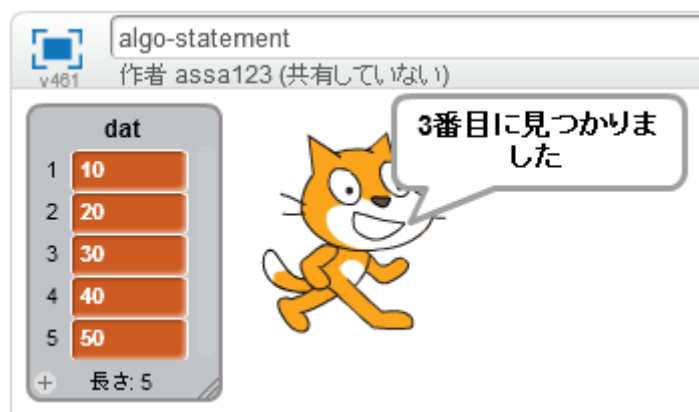 algo-statement
v461
作者 assa123 (共有していない)
dat
1 10
2 20
3 30
4 40
5 50
+ 長さ: 5
3番目に見つかりま
した